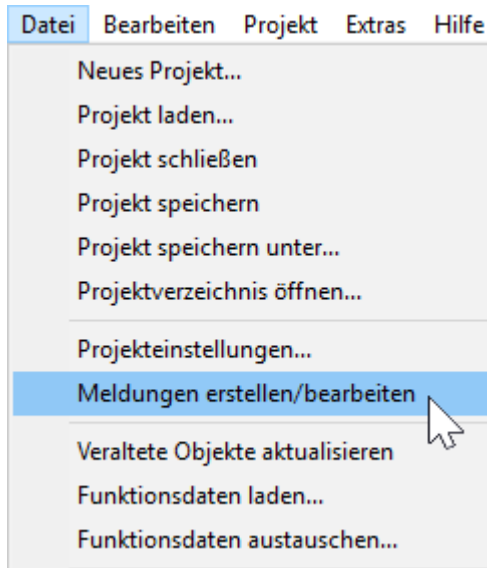 Datei Bearbeiten Projekt Extras Hilfe
Neues Projekt...
Projekt laden...
Projekt schließen
Projekt speichern
Projekt speichern unter...
Projektverzeichnis öffnen...
Projekteinstellungen...
Meldungen erstellen/bearbeiten
Veraltete Objekte aktualisieren
Funktionsdaten laden...
Funktionsdaten austauschen...